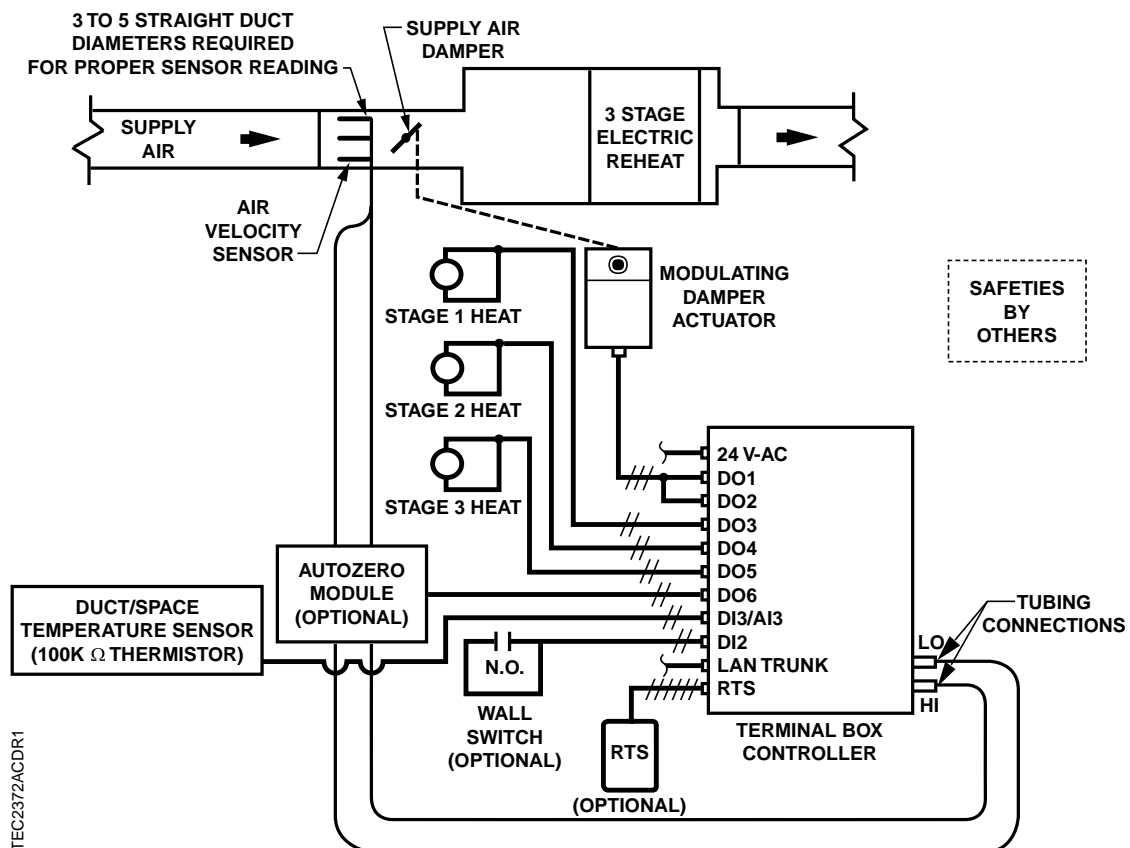 3 TO 5 STRAIGHT DUCT
DIAMETERS REQUIRED
FOR PROPER SENSOR READING
SUPPLY AIR
DAMPER
SUPPLY
AIR
3 STAGE
ELECTRIC
REHEAT
AIR
VELOCITY
SENSOR
STAGE 1 HEAT
MODULATING
DAMPER
ACTUATOR
SAFETIES
BY
OTHERS
STAGE 2 HEAT
STAGE 3 HEAT
24 V-AC
DO1
DO2
DO3
DO4
DO5
DO6
DI3/AI3
DI2
LAN TRUNK
RTS
LO
HI
TUBING
CONNECTIONS
AUTOZERO
MODULE
(OPTIONAL)
DUCT/SPACE
TEMPERATURE SENSOR
(100K Ω THERMISTOR)
N.O.
WALL
SWITCH
(OPTIONAL)
RTS
(OPTIONAL)
TERMINAL BOX
CONTROLLER
TEC2372ACDR1